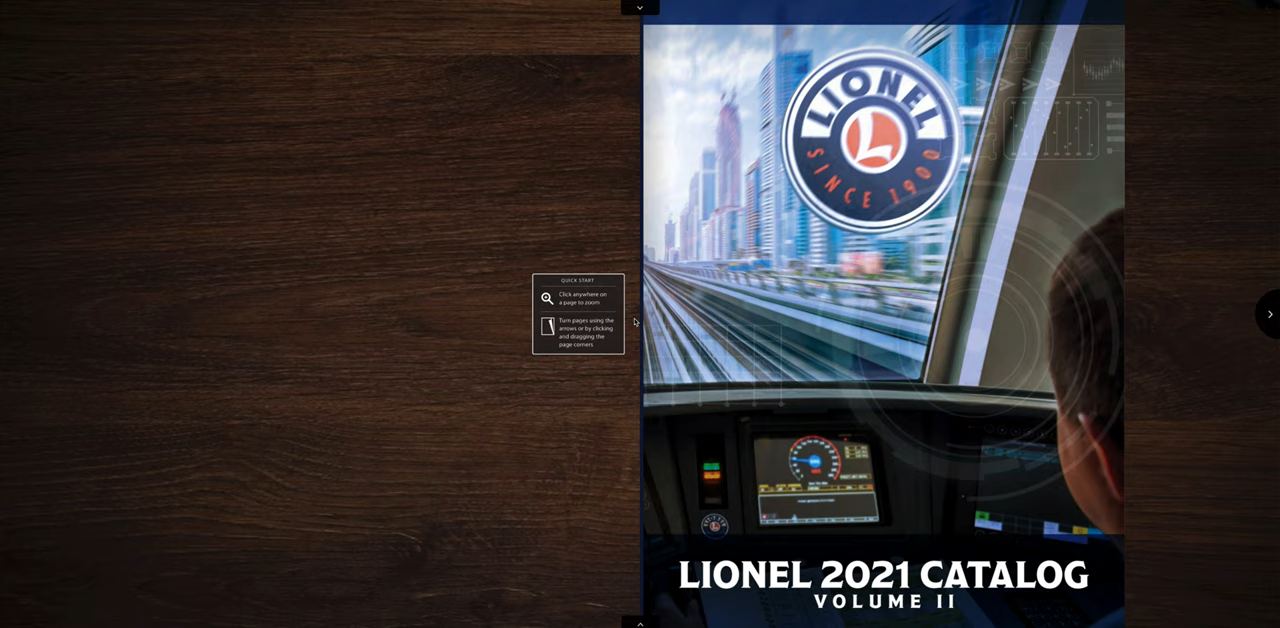 QUICK START
Click anywhere on
a page to zoom
Turn pages using the
arrows or by clicking
and dragging the
page corners
LIONEL
L
SINCE 1900
LIONEL 2021 CATALOG
VOLUME II